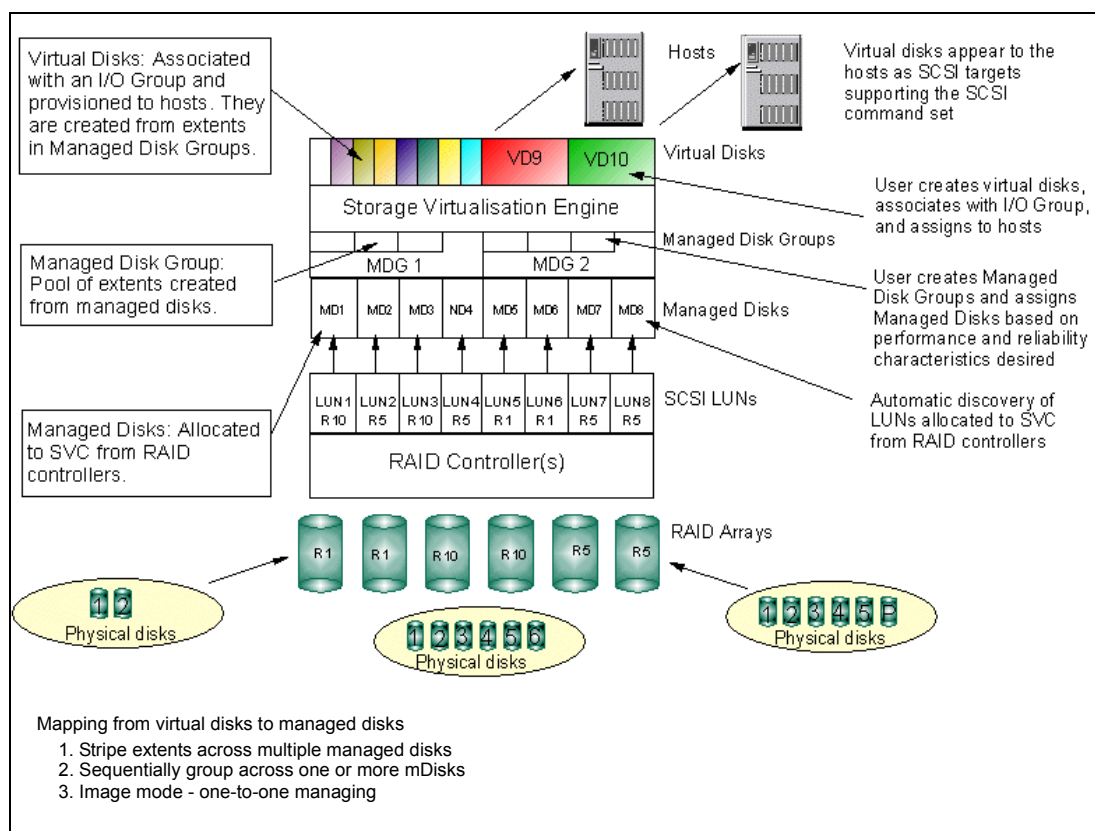 Virtual Disks: Associated
with an I/O Group and
provisioned to hosts. They
are created from extents
in Managed Disk Groups.
Hosts
Virtual disks appear to the
hosts as SCSI targets
supporting the SCSI
command set
VD9
VD10
Virtual Disks
User creates virtual disks,
associates with I/O Group,
and assigns to hosts
Storage Virtualisation Engine
Managed Disk Groups
MDG 1
MDG 2
Managed Disk Group:
Pool of extents created
from managed disks.
User creates Managed
Disk Groups and assigns
Managed Disks based on
performance and reliability
characteristics desired
MD1
MD2
MD3
ND4
MD5
MD6
MD7
MD8
Managed Disks
LUN1
R10
LUN2
R5
LUN3
R10
LUN4
R5
LUN5
R1
LUN6
R1
LUN7
R5
LUN8
R5
SCSI LUNs
Automatic discovery of
LUNs allocated to SVC
from RAID controllers
Managed Disks: Allocated
to SVC from RAID
controllers.
RAID Controller(s)
R1
R1
R10
R10
R5
R5
RAID Arrays
1 2
Physical disks
1 2 3 4 5 6
Physical disks
1 2 3 4 5 P
Physical disks
Mapping from virtual disks to managed disks
1. Stripe extents across multiple managed disks
2. Sequentially group across one or more mDisks
3. Image mode - one-to-one managing